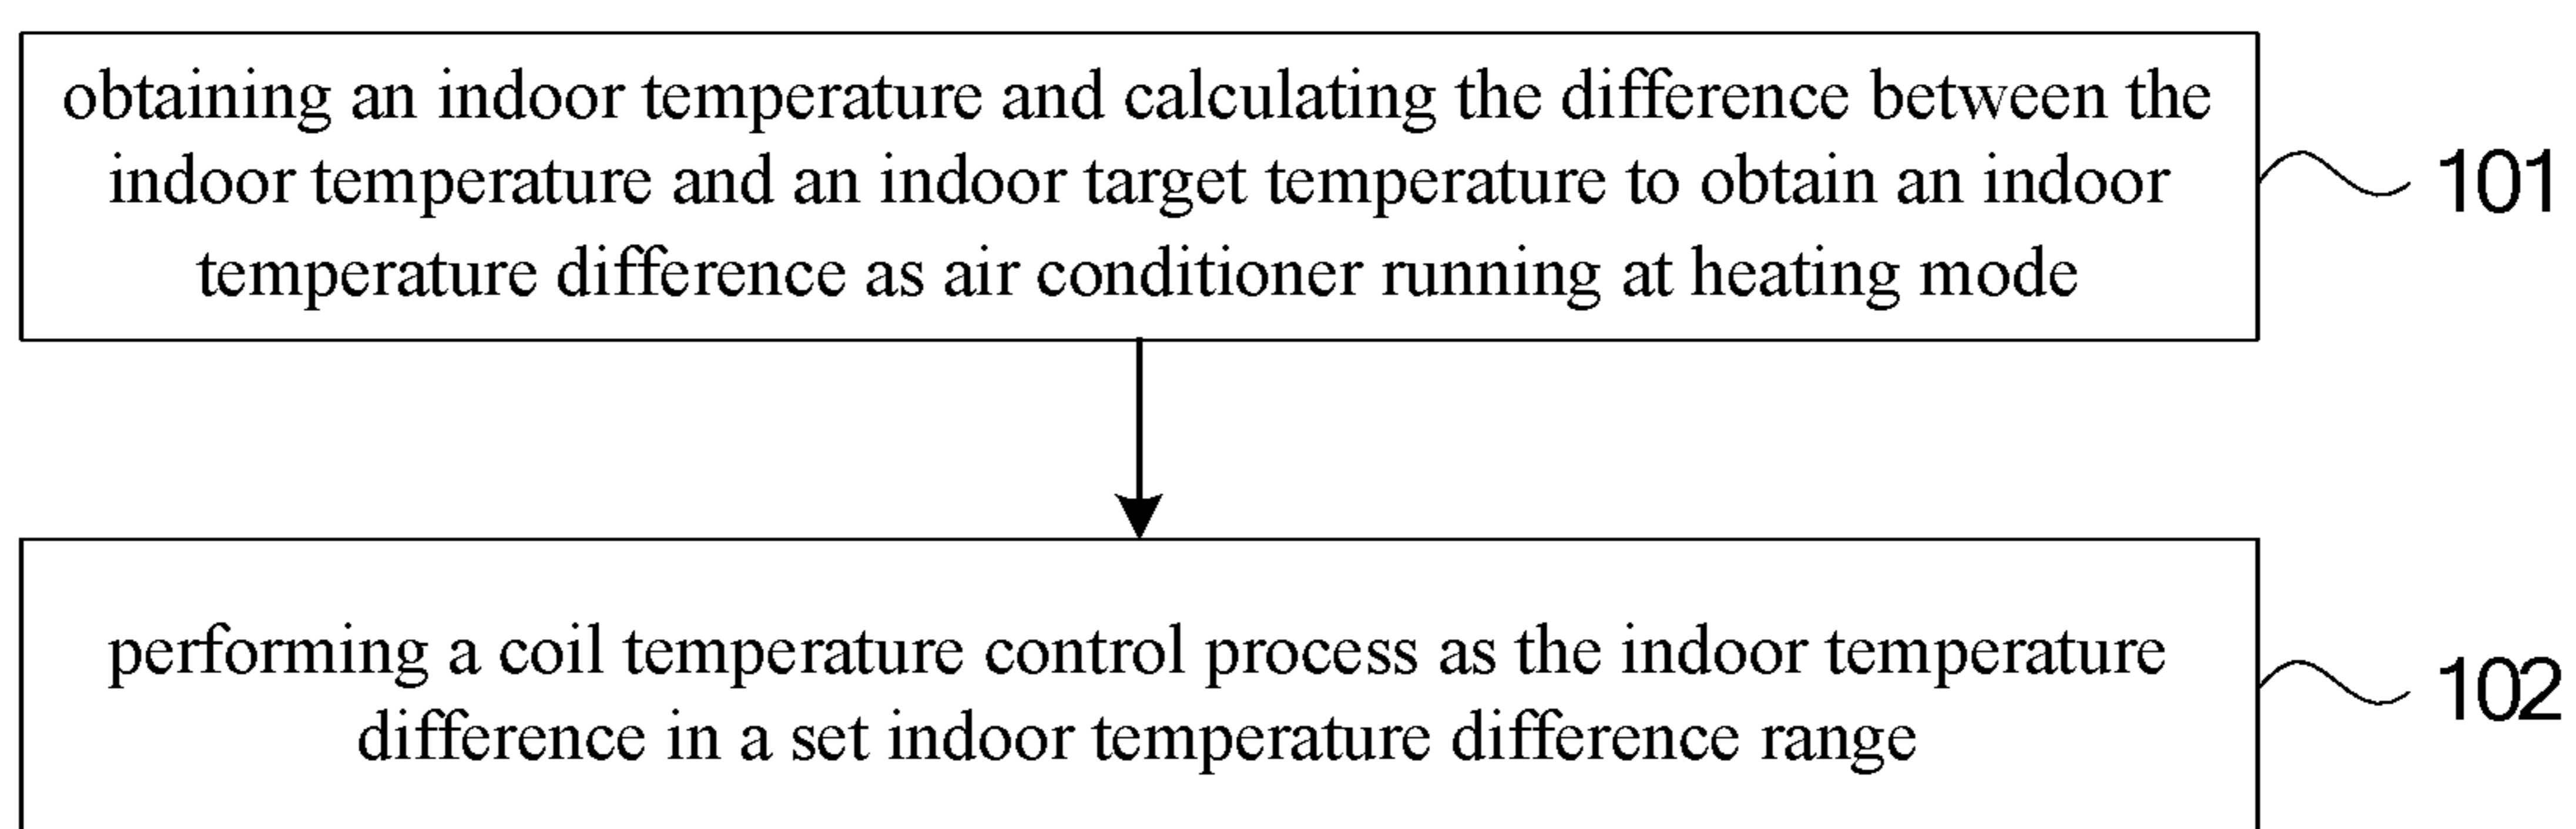 obtaining an indoor temperature and calculating the difference between the
indoor temperature and an indoor target temperature to obtain an indoor
temperature difference as air conditioner running at heating mode
101
performing a coil temperature control process as the indoor temperature
difference in a set indoor temperature difference range
102